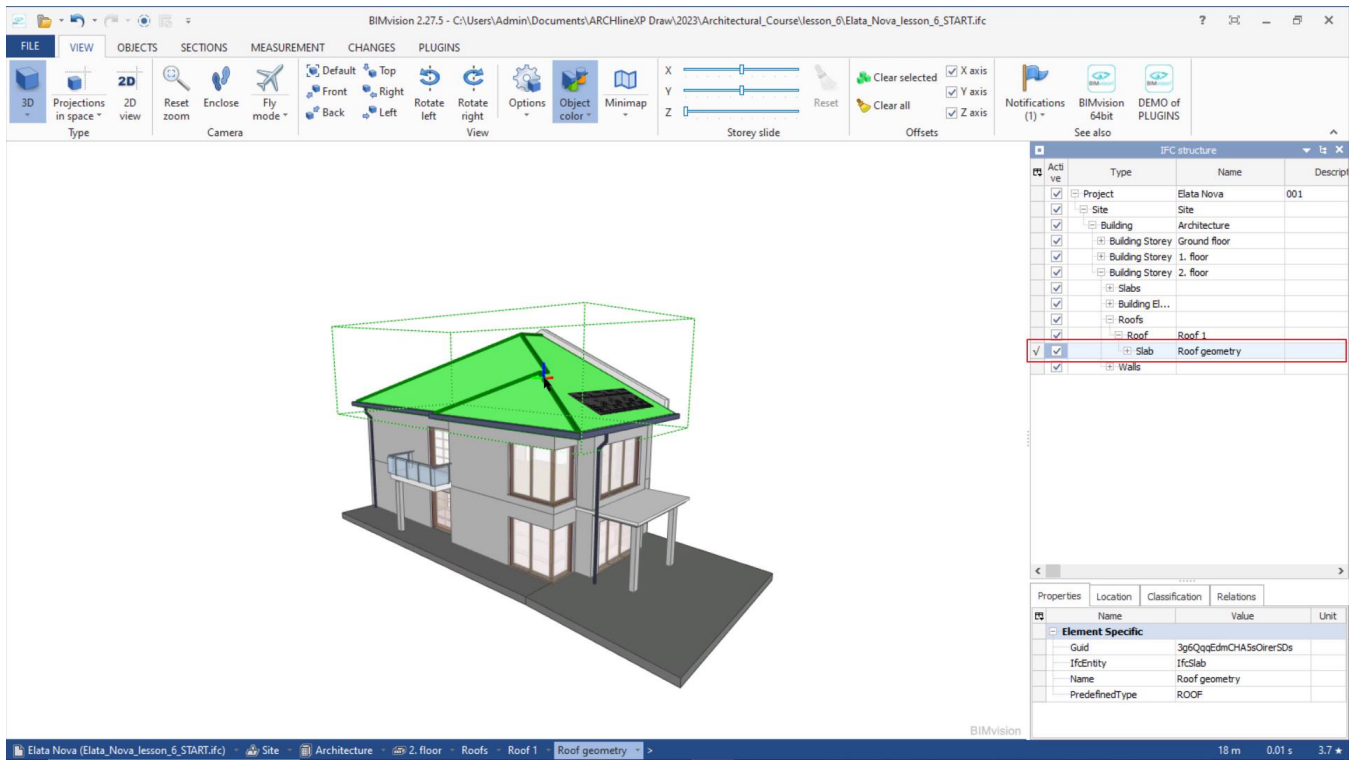 BIMvision 2.27.5 - C:\Users\Admin\Documents\ARCHlineXP Draw\2023\Architectural_Course\lesson_6\Elata_Nova_lesson_6_START.ifc
FILE VIEW OBJECTS SECTIONS MEASUREMENT CHANGES PLUGINS
3D
Projections in space
2D
2D view
Type
Reset zoom
Enclose
Fly mode
Camera
Default Top
Front Right
Back Left
Rotate left
Rotate right
Options
Object color
Minimap
View
X
Y
Z
Reset
Storey slide
Clear selected
Clear all
X axis
Y axis
Z axis
Offsets
Notifications (1)
BIMvision 64bit
DEMO of PLUGINS
See also
IFC structure
Active Type Name Descript
Project Elata Nova 001
Site Site
Building Architecture
Building Storey Ground floor
Building Storey 1. floor
Building Storey 2. floor
Slabs
Building El...
Roofs
Roof Roof 1
√ Slab Roof geometry
Walls
Properties Location Classification Relations
Name Value Unit
Element Specific
Guid 3g6QqqEdmCHA5sOirerSDs
IfcEntity IfcSlab
Name Roof geometry
PredefinedType ROOF
BIMvision
Elata Nova (Elata_Nova_lesson_6_START.ifc) Site Architecture 2. floor Roofs Roof 1 Roof geometry > 18 m 0.01 s 3.7 ★